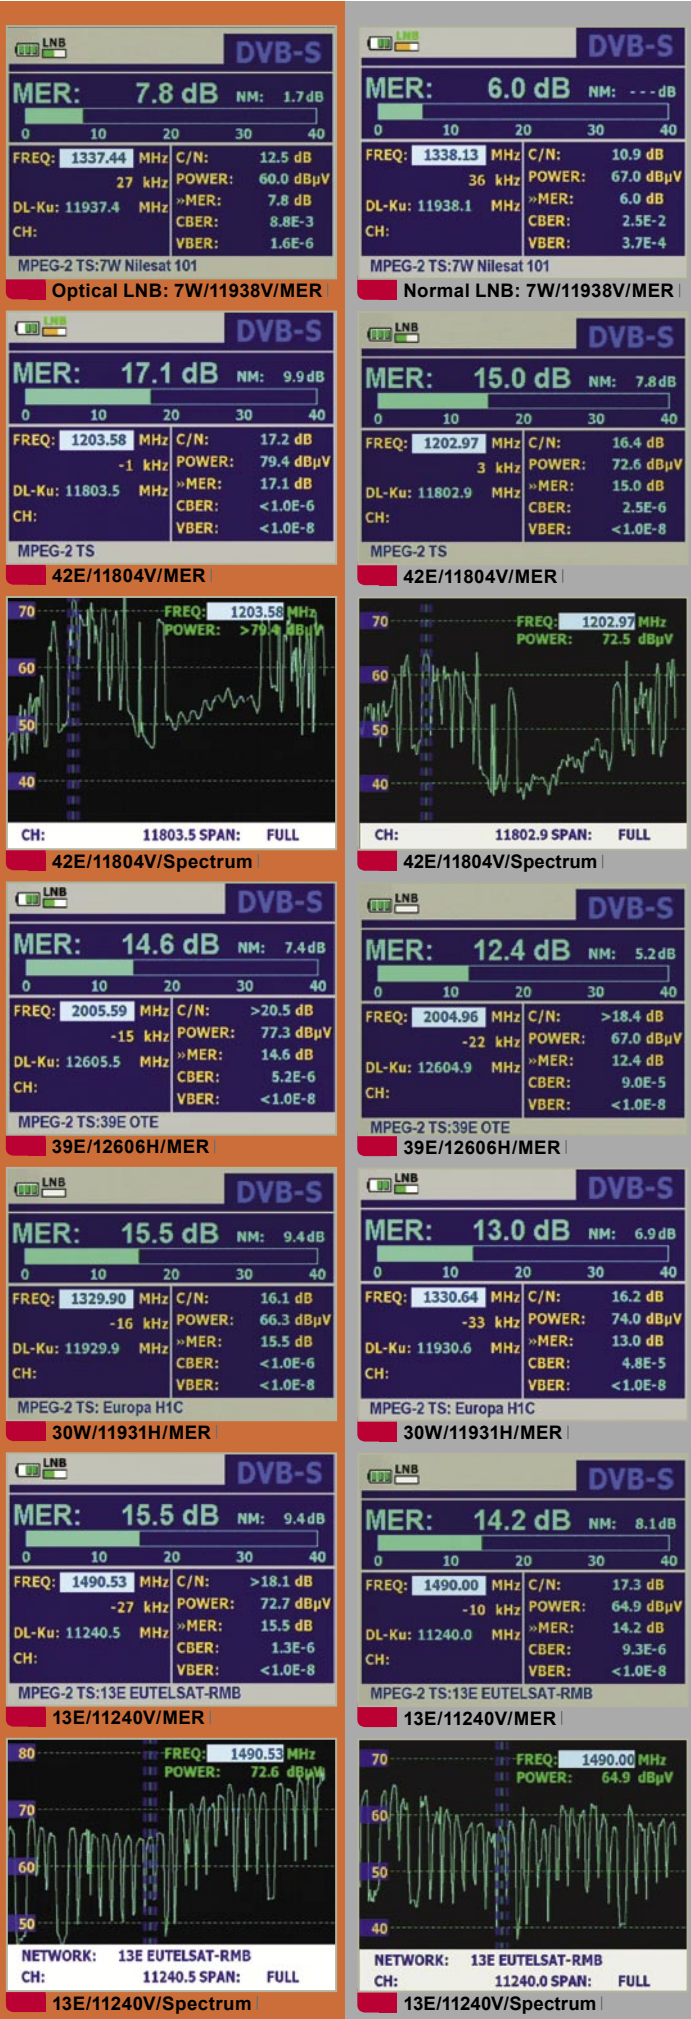 LNB
DVB-S
MER: 7.8 dB NM: 1.7dB
0 10 20 30 40
FREQ: 1337.44 MHz C/N: 12.5 dB
27 kHz POWER: 60.0 dBµV
DL-Ku: 11937.4 MHz »MER: 7.8 dB
CBER: 8.8E-3
CH:
VBER: 1.6E-6
MPEG-2 TS:7W Nilesat 101
Optical LNB: 7W/11938V/MER
LNB
DVB-S
MER: 6.0 dB NM: ---dB
0 10 20 30 40
FREQ: 1338.13 MHz C/N: 10.9 dB
36 kHz POWER: 67.0 dBµV
DL-Ku: 11938.1 MHz »MER: 6.0 dB
CBER: 2.5E-2
CH:
VBER: 3.7E-4
MPEG-2 TS:7W Nilesat 101
Normal LNB: 7W/11938V/MER
LNB
DVB-S
MER: 17.1 dB NM: 9.9dB
0 10 20 30 40
FREQ: 1203.58 MHz C/N: 17.2 dB
-1 kHz POWER: 79.4 dBµV
DL-Ku: 11803.5 MHz »MER: 17.1 dB
CBER: <1.0E-6
CH:
VBER: <1.0E-8
MPEG-2 TS
42E/11804V/MER
LNB
DVB-S
MER: 15.0 dB NM: 7.8dB
0 10 20 30 40
FREQ: 1202.97 MHz C/N: 16.4 dB
3 kHz POWER: 72.6 dBµV
DL-Ku: 11802.9 MHz »MER: 15.0 dB
CBER: 2.5E-6
CH:
VBER: <1.0E-8
MPEG-2 TS
42E/11804V/MER
70 FREQ: 1203.58 MHz
POWER: >79.4 dBµV
60
50
40
CH: 11803.5 SPAN: FULL
42E/11804V/Spectrum
70 FREQ: 1202.97 MHz
POWER: 72.5 dBµV
60
50
40
CH: 11802.9 SPAN: FULL
42E/11804V/Spectrum
LNB
DVB-S
MER: 14.6 dB NM: 7.4dB
0 10 20 30 40
FREQ: 2005.59 MHz C/N: >20.5 dB
-15 kHz POWER: 77.3 dBµV
DL-Ku: 12605.5 MHz »MER: 14.6 dB
CBER: 5.2E-6
CH:
VBER: <1.0E-8
MPEG-2 TS:39E OTE
39E/12606H/MER
LNB
DVB-S
MER: 12.4 dB NM: 5.2dB
0 10 20 30 40
FREQ: 2004.96 MHz C/N: >18.4 dB
-22 kHz POWER: 67.0 dBµV
DL-Ku: 12604.9 MHz »MER: 12.4 dB
CBER: 9.0E-5
CH:
VBER: <1.0E-8
MPEG-2 TS:39E OTE
39E/12606H/MER
LNB
DVB-S
MER: 15.5 dB NM: 9.4dB
0 10 20 30 40
FREQ: 1329.90 MHz C/N: 16.1 dB
-16 kHz POWER: 66.3 dBµV
DL-Ku: 11929.9 MHz »MER: 15.5 dB
CBER: <1.0E-6
CH:
VBER: <1.0E-8
MPEG-2 TS: Europa H1C
30W/11931H/MER
LNB
DVB-S
MER: 13.0 dB NM: 6.9dB
0 10 20 30 40
FREQ: 1330.64 MHz C/N: 16.2 dB
-33 kHz POWER: 74.0 dBµV
DL-Ku: 11930.6 MHz »MER: 13.0 dB
CBER: 4.8E-5
CH:
VBER: <1.0E-8
MPEG-2 TS: Europa H1C
30W/11931H/MER
LNB
DVB-S
MER: 15.5 dB NM: 9.4dB
0 10 20 30 40
FREQ: 1490.53 MHz C/N: >18.1 dB
-27 kHz POWER: 72.7 dBµV
DL-Ku: 11240.5 MHz »MER: 15.5 dB
CBER: 1.3E-6
CH:
VBER: <1.0E-8
MPEG-2 TS:13E EUTELSAT-RMB
13E/11240V/MER
LNB
DVB-S
MER: 14.2 dB NM: 8.1dB
0 10 20 30 40
FREQ: 1490.00 MHz C/N: 17.3 dB
-10 kHz POWER: 64.9 dBµV
DL-Ku: 11240.0 MHz »MER: 14.2 dB
CBER: 9.3E-6
CH:
VBER: <1.0E-8
MPEG-2 TS:13E EUTELSAT-RMB
13E/11240V/MER
80 FREQ: 1490.53 MHz
POWER: 72.6 dBµV
70
60
50
NETWORK: 13E EUTELSAT-RMB
CH: 11240.5 SPAN: FULL
13E/11240V/Spectrum
70 FREQ: 1490.00 MHz
POWER: 64.9 dBµV
60
50
40
NETWORK: 13E EUTELSAT-RMB
CH: 11240.0 SPAN: FULL
13E/11240V/Spectrum